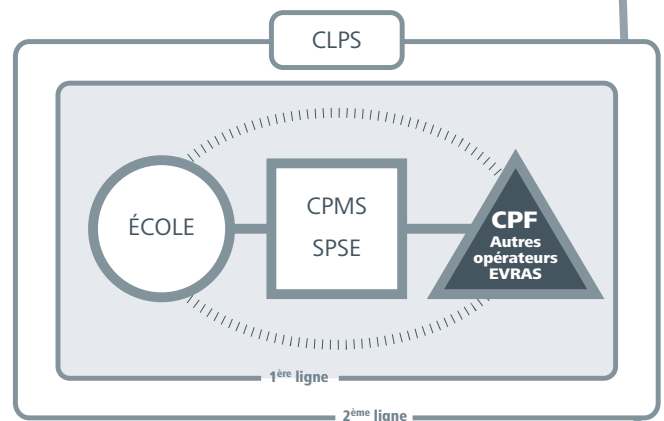 CLPS
ÉCOLE
CPMS
SPSE
CPF
Autres
opérateurs
EVRAS
1ère ligne
2ème ligne